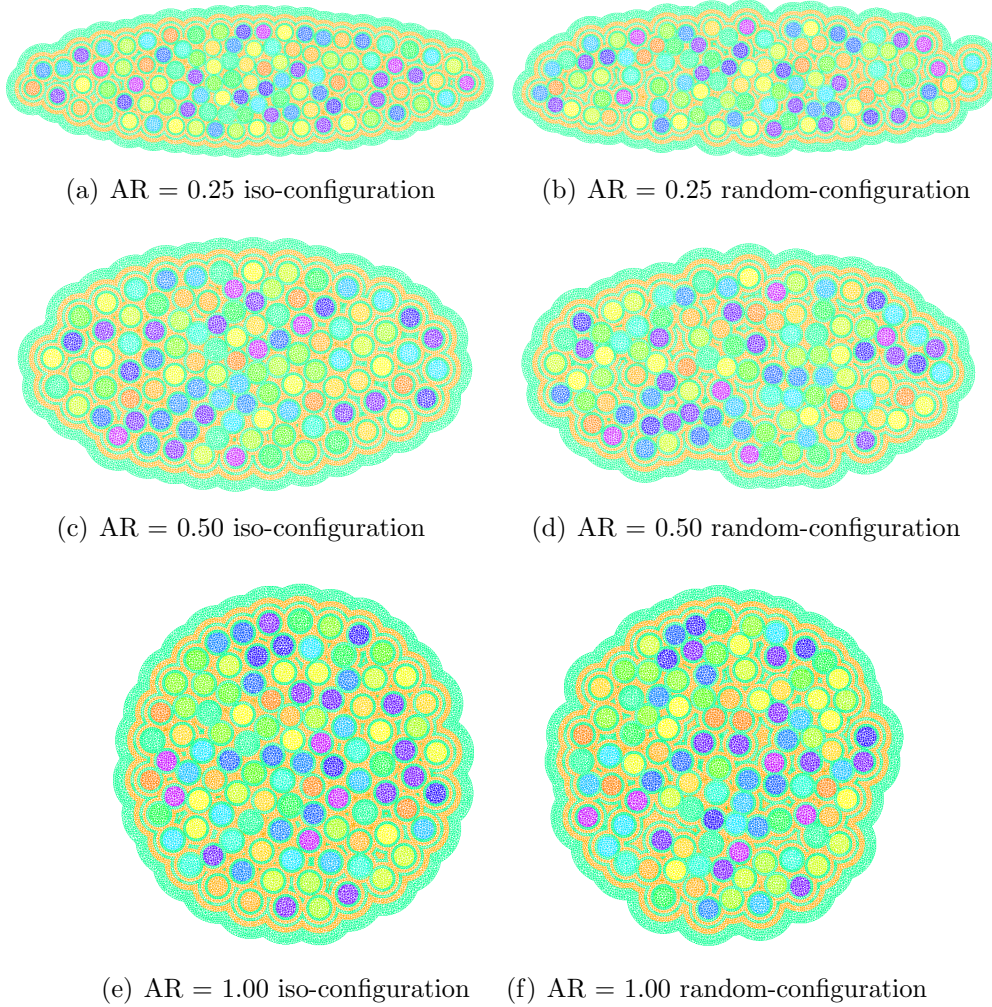 (a) AR = 0.25 iso-configuration
(b) AR = 0.25 random-configuration
(c) AR = 0.50 iso-configuration
(d) AR = 0.50 random-configuration
(e) AR = 1.00 iso-configuration
(f) AR = 1.00 random-configuration